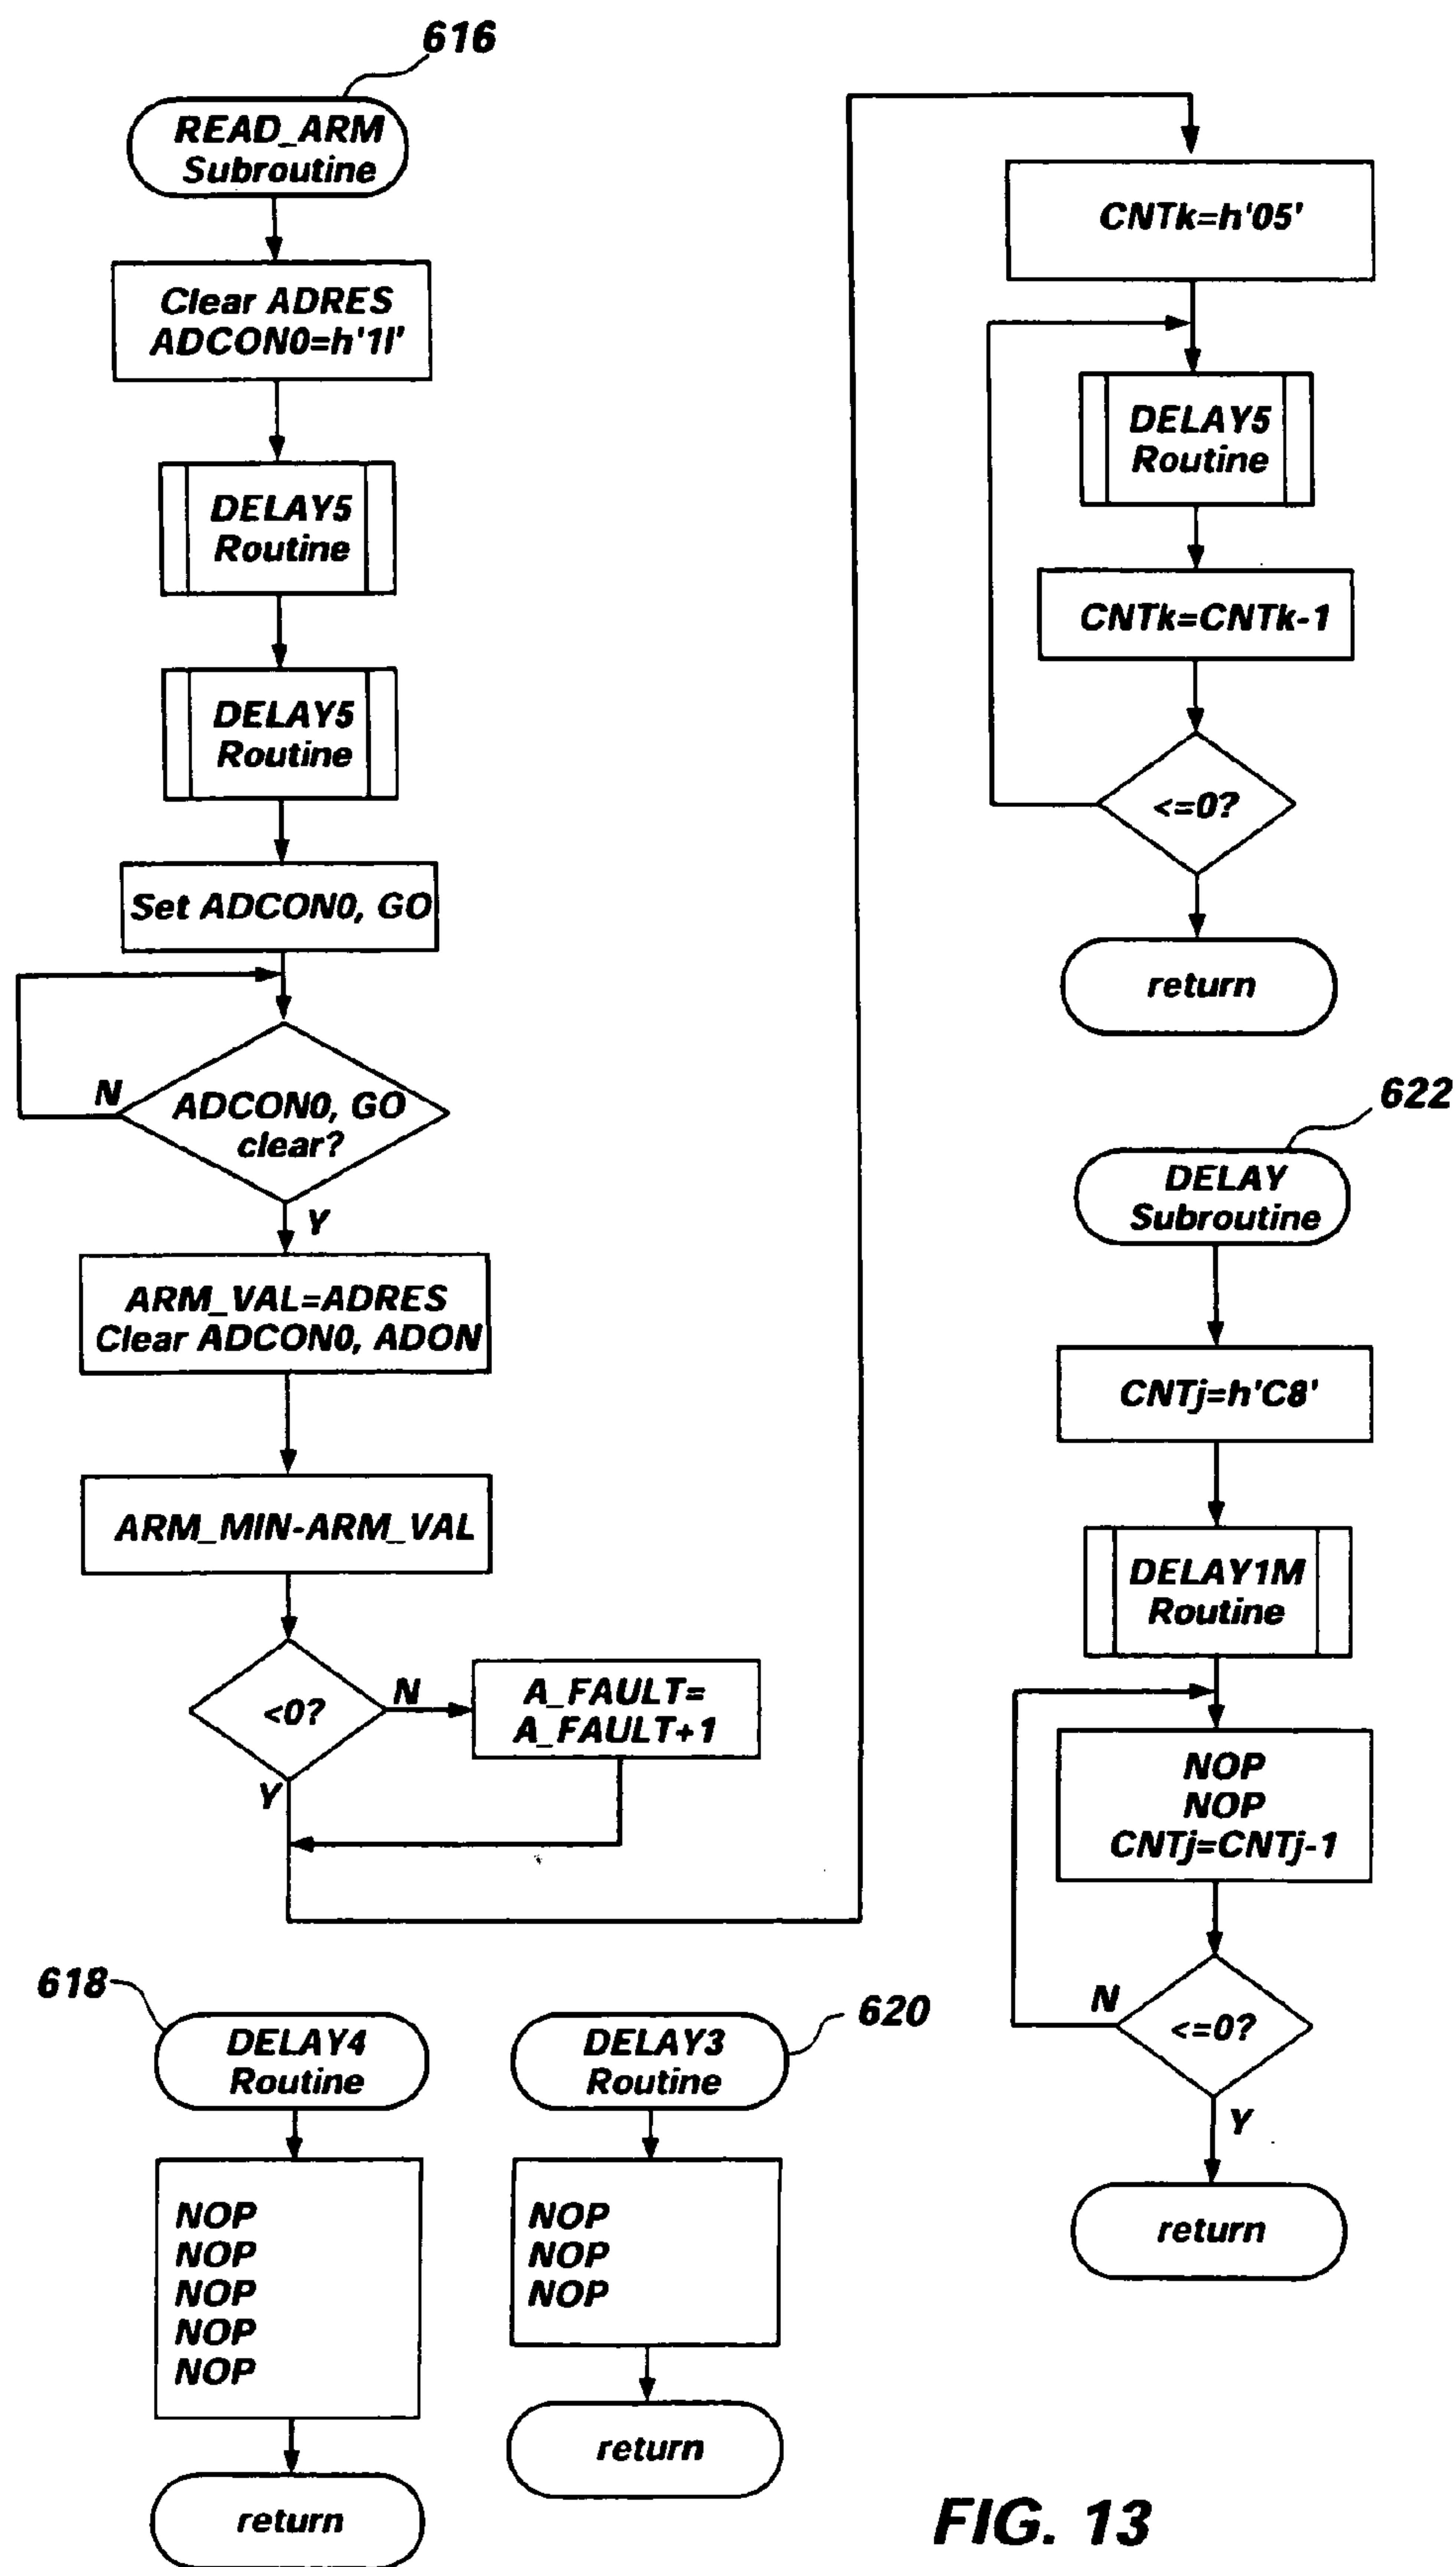 616
READ_ARM
Subroutine
Clear ADRES
ADCON0=h'1l'
DELAY5
Routine
DELAY5
Routine
Set ADCON0, GO
N
ADCON0, GO
clear?
Y
ARM_VAL=ADRES
Clear ADCON0, ADON
ARM_MIN-ARM_VAL
<0?
N
A_FAULT=
A_FAULT+1
Y
CNTk=h'05'
DELAY5
Routine
CNTk=CNTk-1
<=0?
return
622
DELAY
Subroutine
CNTj=h'C8'
DELAY1M
Routine
NOP
NOP
CNTj=CNTj-1
N
<=0?
Y
return
618
DELAY4
Routine
NOP
NOP
NOP
NOP
NOP
return
620
DELAY3
Routine
NOP
NOP
NOP
return
FIG. 13